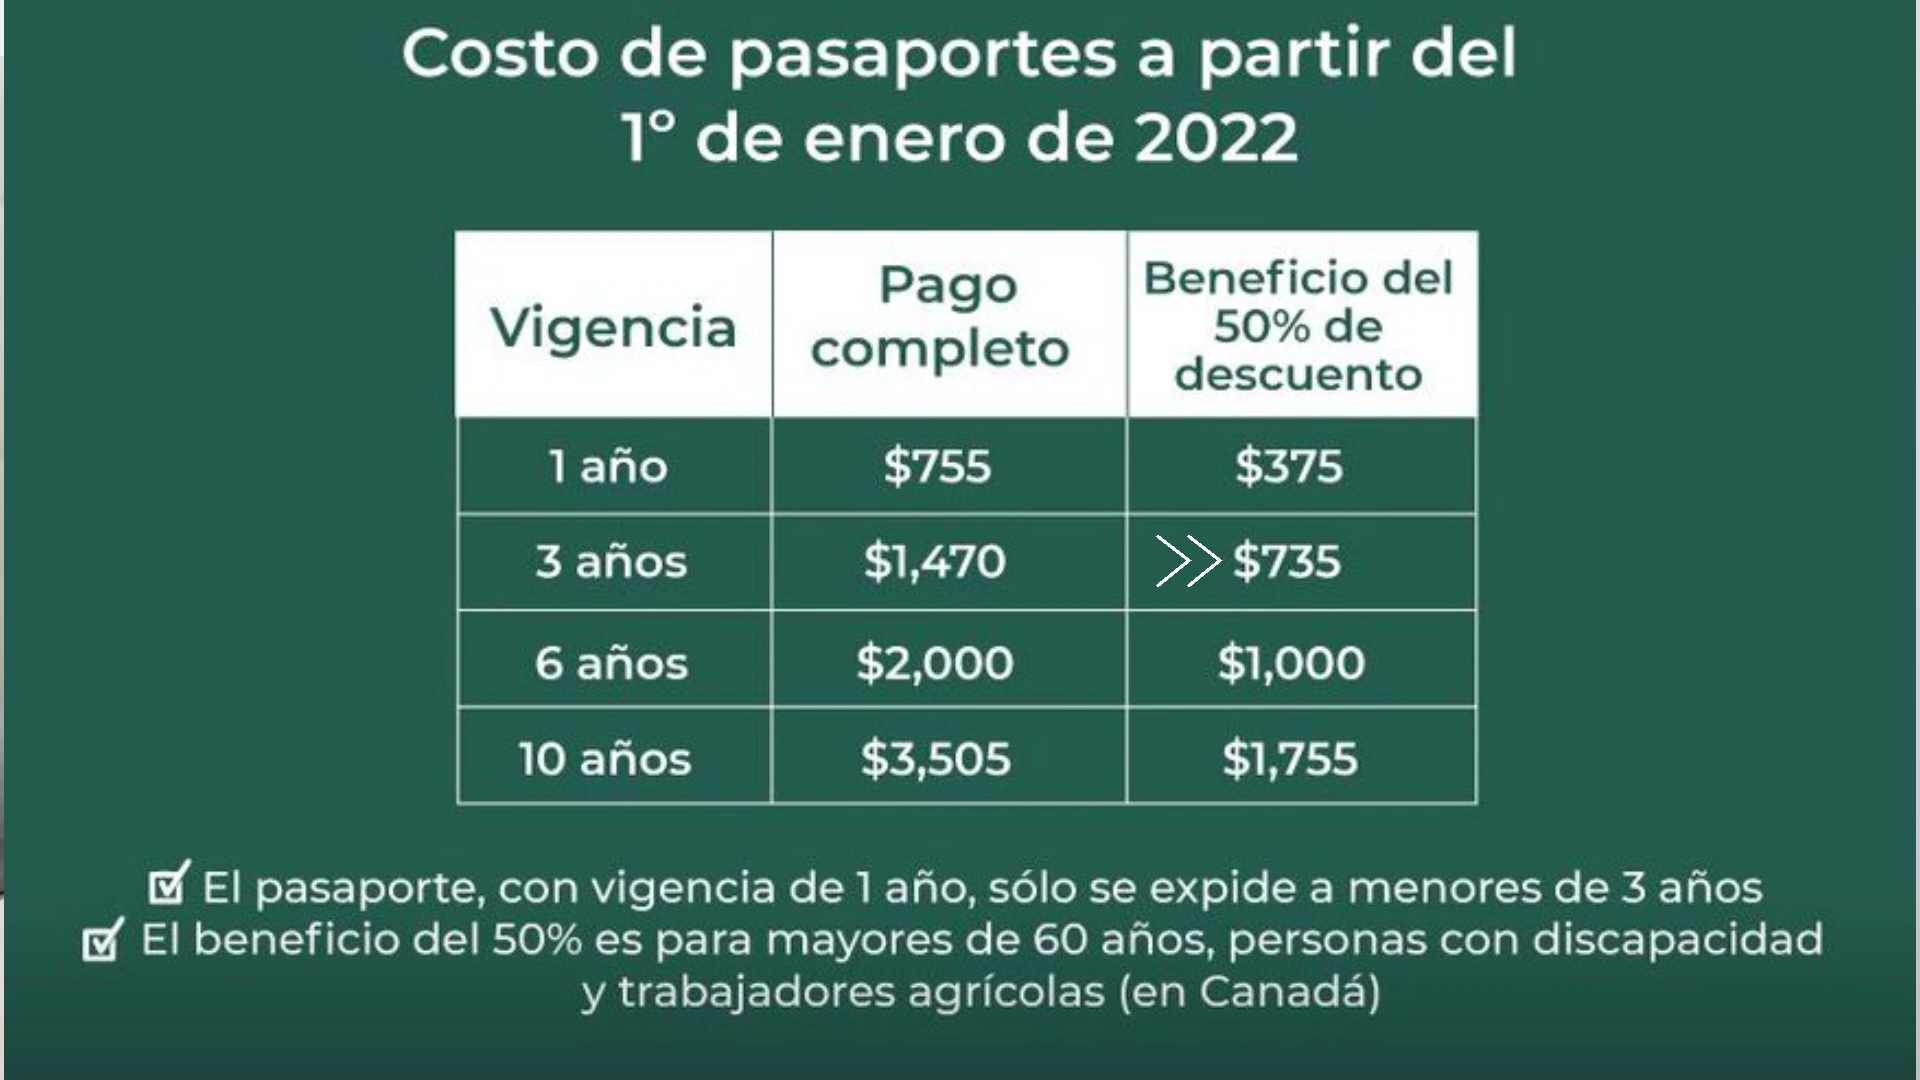 Costo de pasaportes a partir del
1º de enero de 2022
Vigencia
Pago
completo
Beneficio del
50% de
descuento
1 año $755 $375
3 años $1,470 $735
6 años $2,000 $1,000
10 años $3,505 $1,755
El pasaporte, con vigencia de 1 año, sólo se expide a menores de 3 años
El beneficio del 50% es para mayores de 60 años, personas con discapacidad
y trabajadores agrícolas (en Canadá)